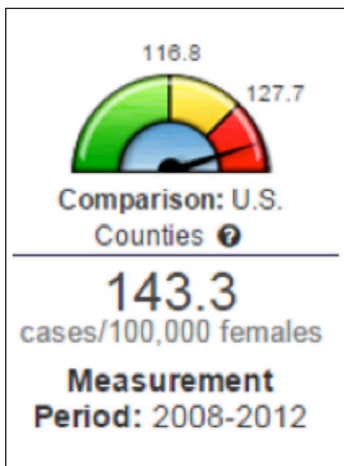 116.8
127.7
Comparison: U.S.
Counties ?
143.3
cases/100,000 females
Measurement
Period: 2008-2012